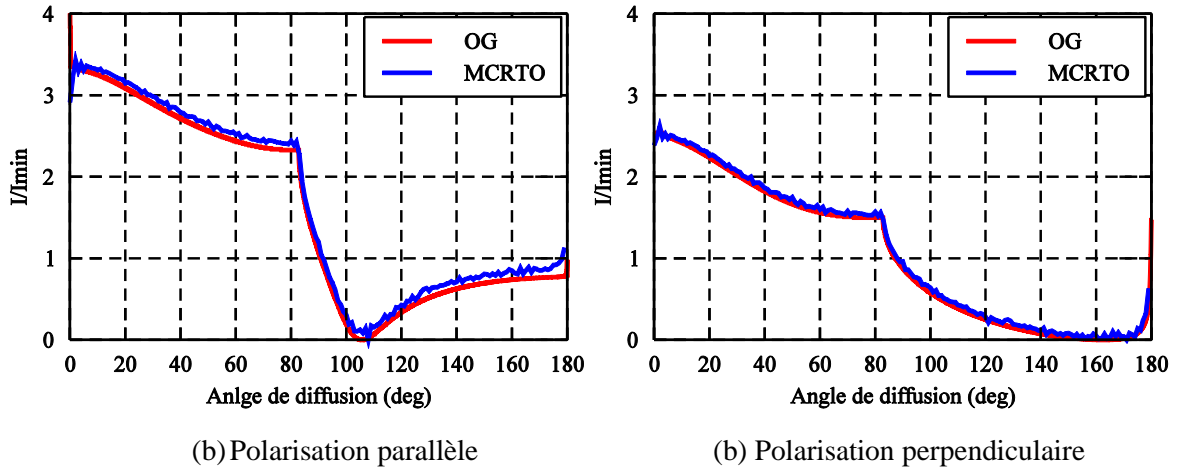 4
3
2
1
0
I/Imin
OG
MCRTO
0 20 40 60 80 100 120 140 160 180
Anlge de diffusion (deg)
(b) Polarisation parallèle
4
3
2
1
0
I/Imin
OG
MCRTO
0 20 40 60 80 100 120 140 160 180
Angle de diffusion (deg)
(b) Polarisation perpendiculaire